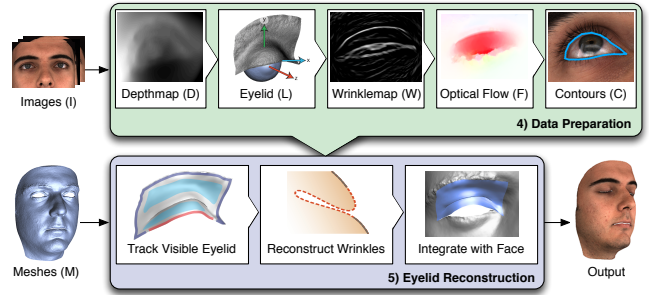 Images (I)
Depthmap (D)
Eyelid (L)
Wrinklemap (W)
Optical Flow (F)
Contours (C)
y
x
z
4) Data Preparation
Meshes (M)
Track Visible Eyelid
Reconstruct Wrinkles
Integrate with Face
Output
5) Eyelid Reconstruction